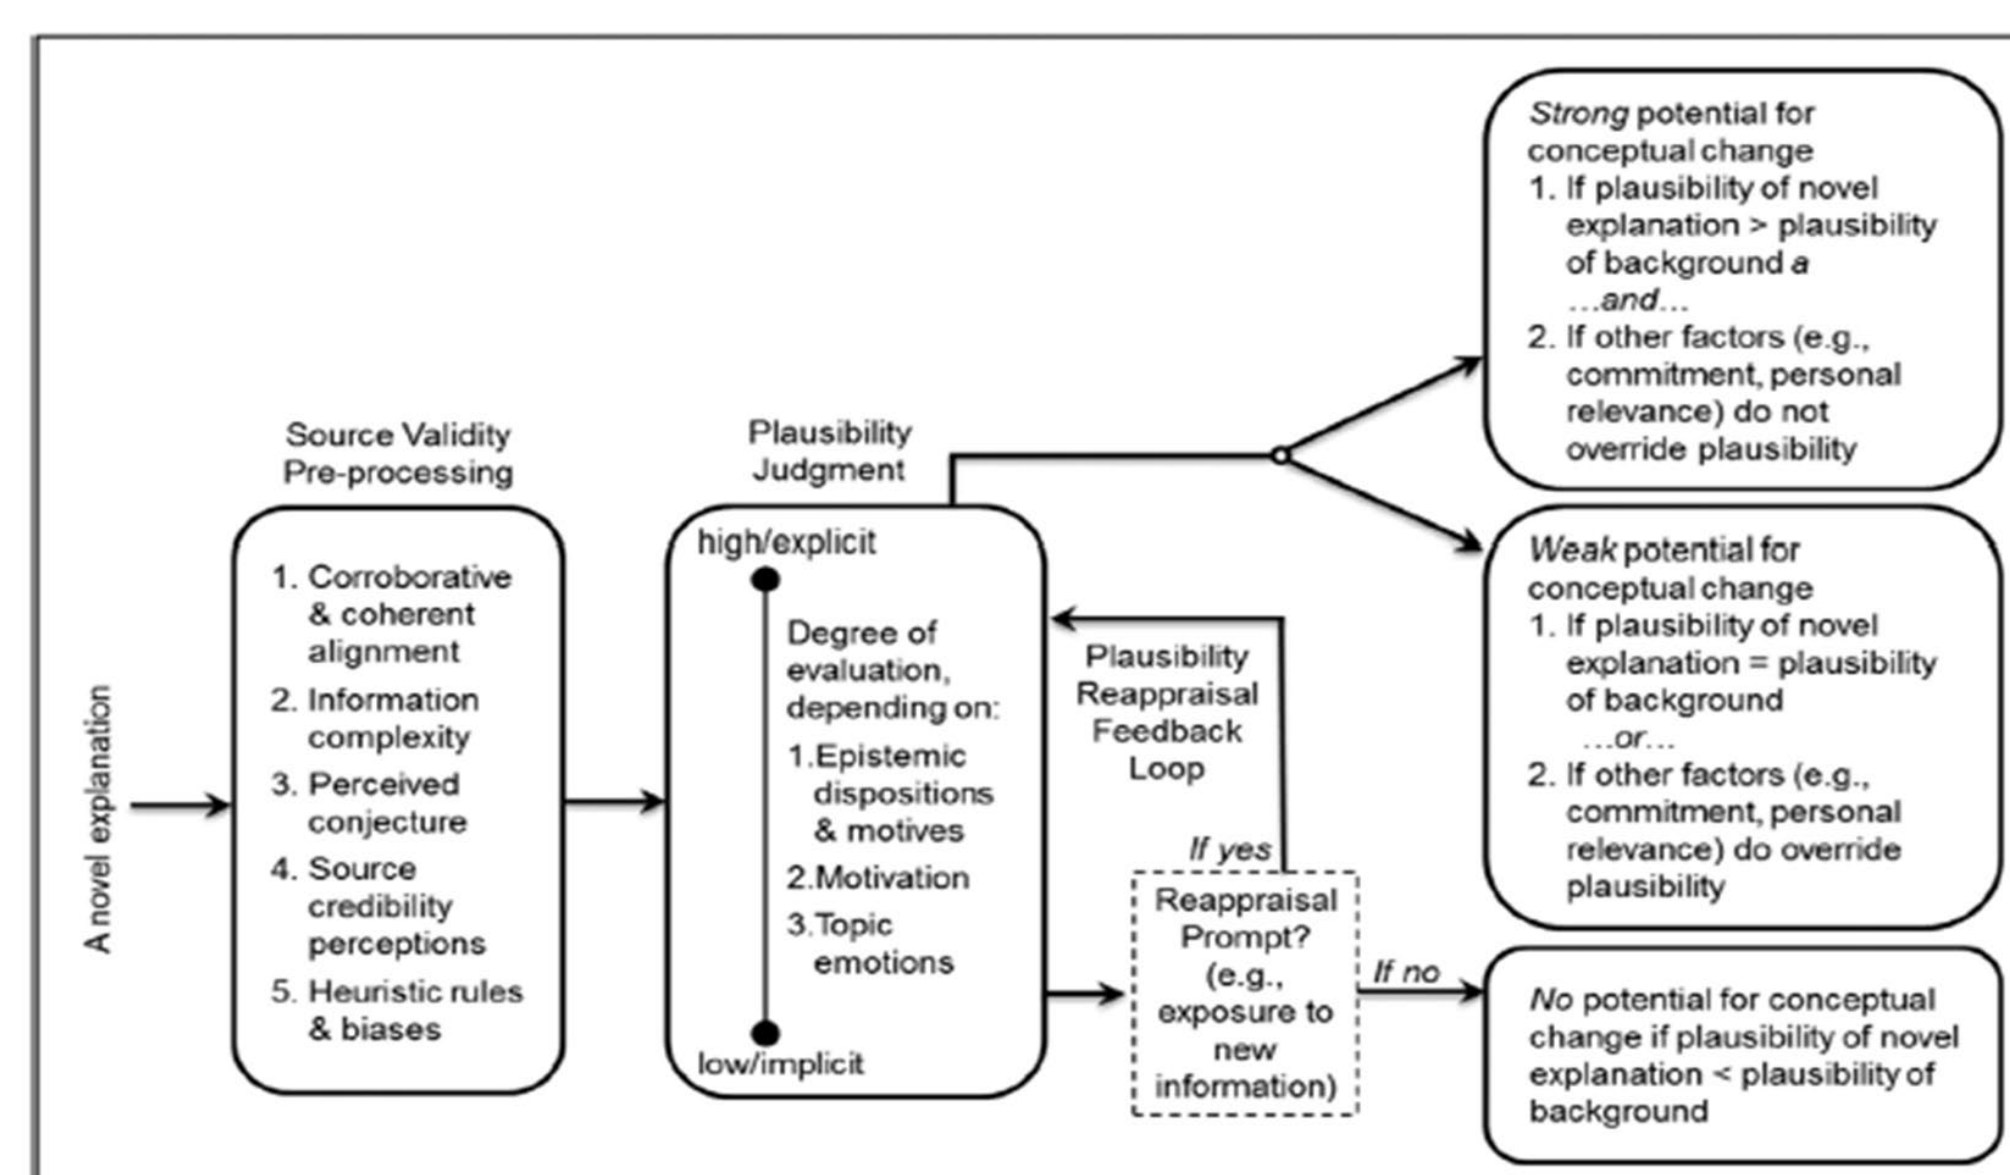 A novel explanation
Source Validity
Pre-processing
1. Corroborative
& coherent
alignment
2. Information
complexity
3. Perceived
conjecture
4. Source
credibility
perceptions
5. Heuristic rules
& biases
Plausibility
Judgment
high/explicit
Degree of
evaluation,
depending on:
1.Epistemic
dispositions
& motives
2.Motivation
3.Topic
emotions
low/implicit
Plausibility
Reappraisal
Feedback
Loop
If yes
Reappraisal
Prompt?
(e.g.,
exposure to
new
information)
If no
Strong potential for
conceptual change
1. If plausibility of novel
explanation > plausibility
of background a
...and...
2. If other factors (e.g.,
commitment, personal
relevance) do not
override plausibility
Weak potential for
conceptual change
1. If plausibility of novel
explanation = plausibility
of background
...or...
2. If other factors (e.g.,
commitment, personal
relevance) do override
plausibility
No potential for conceptual
change if plausibility of novel
explanation < plausibility of
background